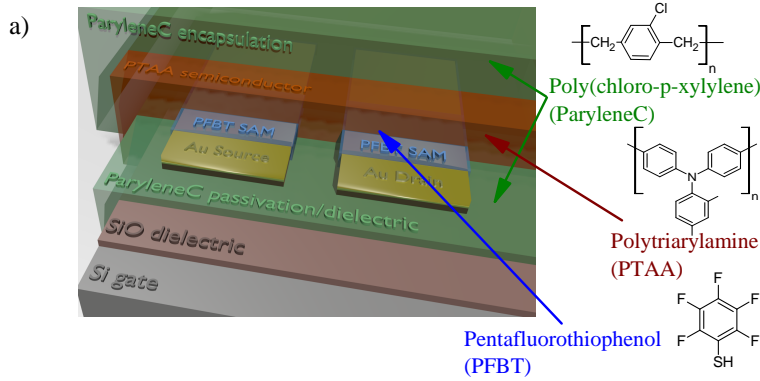 a)
ParyleneC encapsulation
PTAA semiconductor
PFBT SAM
PFBT SAM
Au Source
Au Drain
ParyleneC passivation/dielectric
SIO dielectric
Si gate
Cl
CH2
CH2
n
Poly(chloro-p-xylylene)
(ParyleneC)
N
n
Polytriarylamine
(PTAA)
Pentafluorothiophenol
(PFBT)
F
F
F
F
F
SH